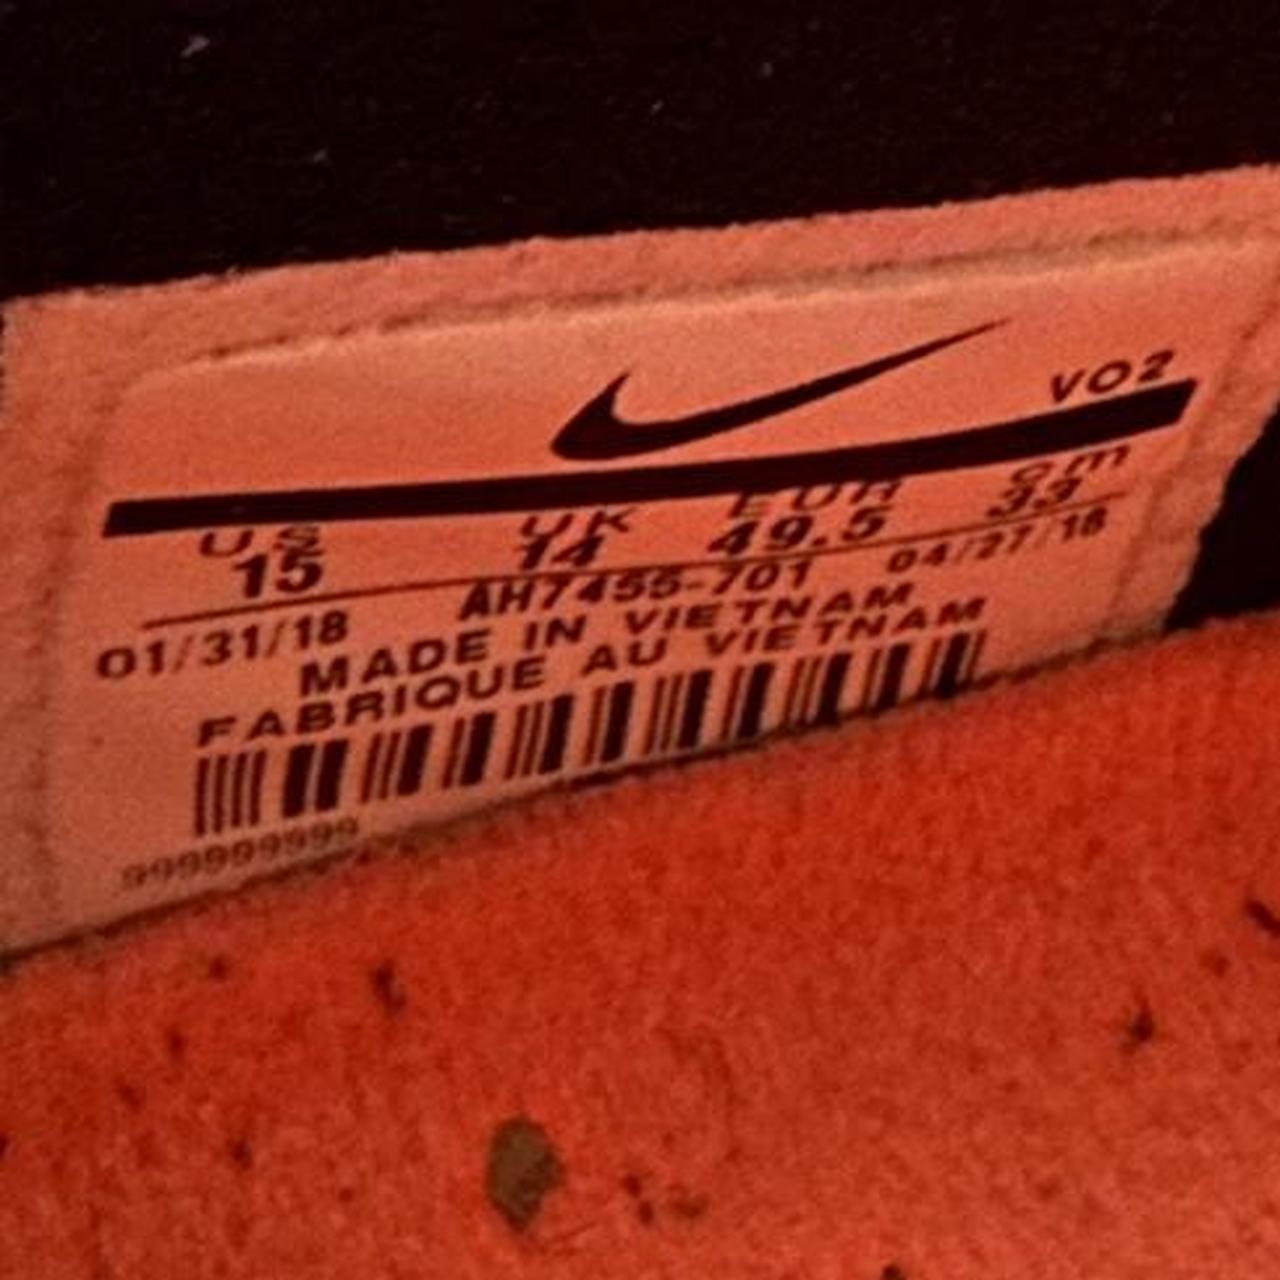 VO2
US UK EUR cm
15 14 49.5 33
01/31/18 AH7455-701 04/27/18
MADE IN VIETNAM
FABRIQUE AU VIETNAM
9999999999